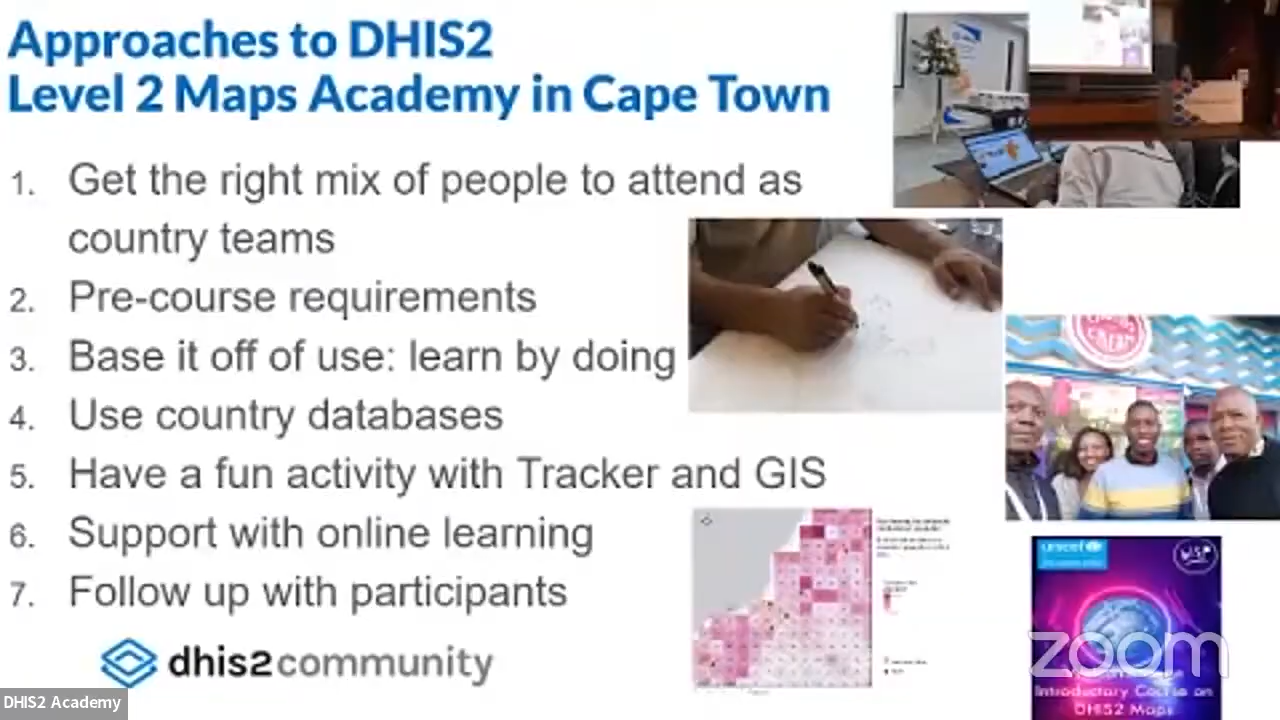 Approaches to DHIS2
Level 2 Maps Academy in Cape Town
1. Get the right mix of people to attend as
country teams
2. Pre-course requirements
3. Base it off of use: learn by doing
4. Use country databases
5. Have a fun activity with Tracker and GIS
6. Support with online learning
7. Follow up with participants
dhis2 community
DHIS2 Academy
unicef
HISP
zoom
Introductory Course on
DHIS2 Maps